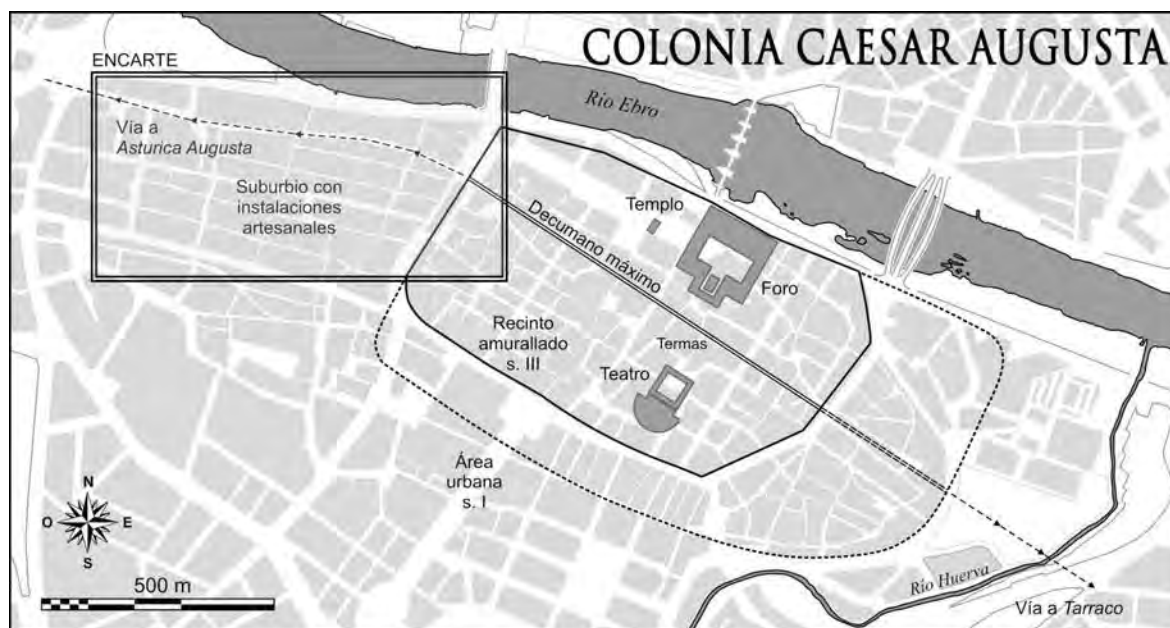 COLONIA CAESAR AUGUSTA
ENCARTE
Río Ebro
Vía a
Asturica Augusta
Suburbio con
instalaciones
artesanales
Templo
Decumano máximo
Foro
Recinto
amurallado
s. III
Termas
Teatro
Área
urbana
s. I
N
O
E
S
500 m
Río Huerva
Vía a Tarraco